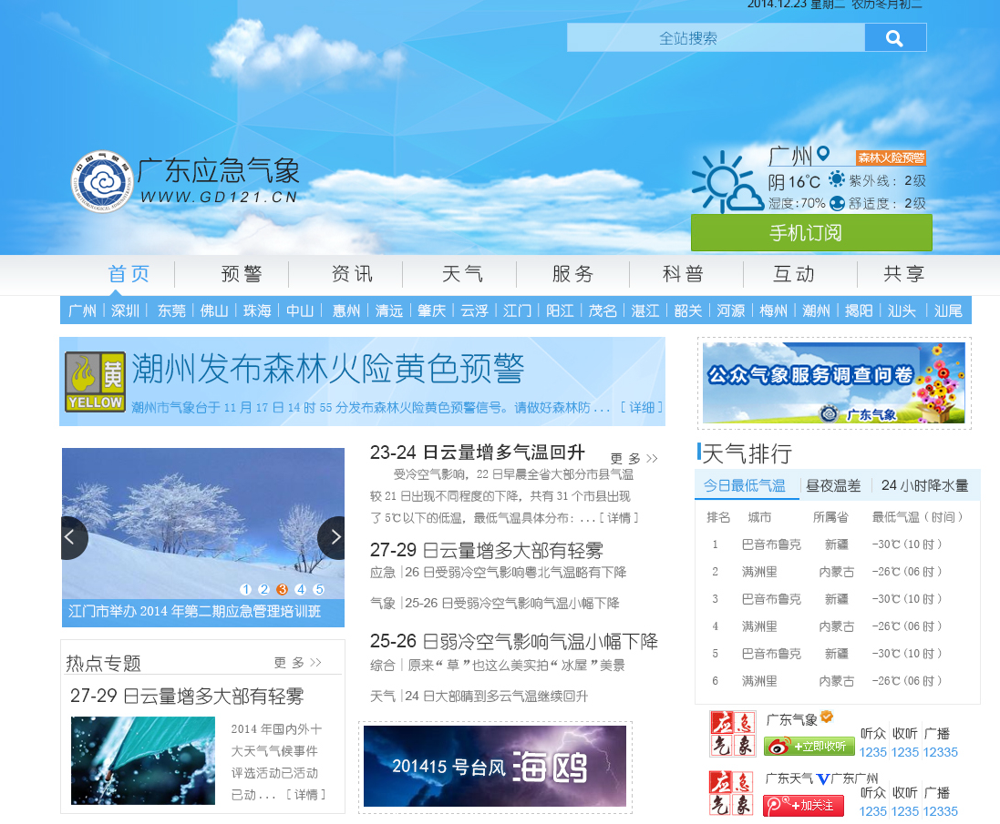 2014.12.23 星期二 农历冬月初二
全站搜索
中国气象局
广东应急气象
WWW.GD121.CN
广州
森林火险预警
阴 16℃ 紫外线：2级
湿度:70% 舒适度：2级
手机订阅
首页 预警 资讯 天气 服务 科普 互动 共享
广州 | 深圳 | 东莞 | 佛山 | 珠海 | 中山 | 惠州 | 清远 | 肇庆 | 云浮 | 江门 | 阳江 | 茂名 | 湛江 | 韶关 | 河源 | 梅州 | 潮州 | 揭阳 | 汕头 | 汕尾
黄
YELLOW
潮州发布森林火险黄色预警
潮州市气象台于 11 月 17 日 14 时 55 分发布森林火险黄色预警信号。请做好森林防... [详细]
公众气象服务调查问卷
广东气象
1 2 3 4 5
江门市举办 2014 年第二期应急管理培训班
热点专题 更多 >>
27-29 日云量增多大部有轻雾
2014 年国内外十
大天气气候事件
评选活动已活动
已动... [详情]
23-24 日云量增多气温回升 更多 >>
受冷空气影响，22 日早晨全省大部分市县气温
较 21 日出现不同程度的下降，共有 31 个市县出现
了 5℃以下的低温，最低气温具体分布：...[详情]
27-29 日云量增多大部有轻雾
应急 |26 日受弱冷空气影响粤北气温略有下降
气象 |25-26 日受弱冷空气影响气温小幅下降
25-26 日弱冷空气影响气温小幅下降
综合 | 原来“草”也这么美实拍“冰屋”美景
天气 |24 日大部晴到多云气温继续回升
201415 号台风 海鸥
天气排行
今日最低气温 | 昼夜温差 | 24 小时降水量
排名 城市 所属省 最低气温（时间）
1 巴音布鲁克 新疆 -30℃(10 时)
2 满洲里 内蒙古 -26℃(06 时)
3 巴音布鲁克 新疆 -30℃(10 时)
4 满洲里 内蒙古 -26℃(06 时)
5 巴音布鲁克 新疆 -30℃(10 时)
6 满洲里 内蒙古 -26℃(06 时)
应急气象
广东气象
+立即收听
听众 收听 广播
1235 1235 12335
应急气象
广东天气 V广东广州
+加关注
听众 收听 广播
1235 1235 12335